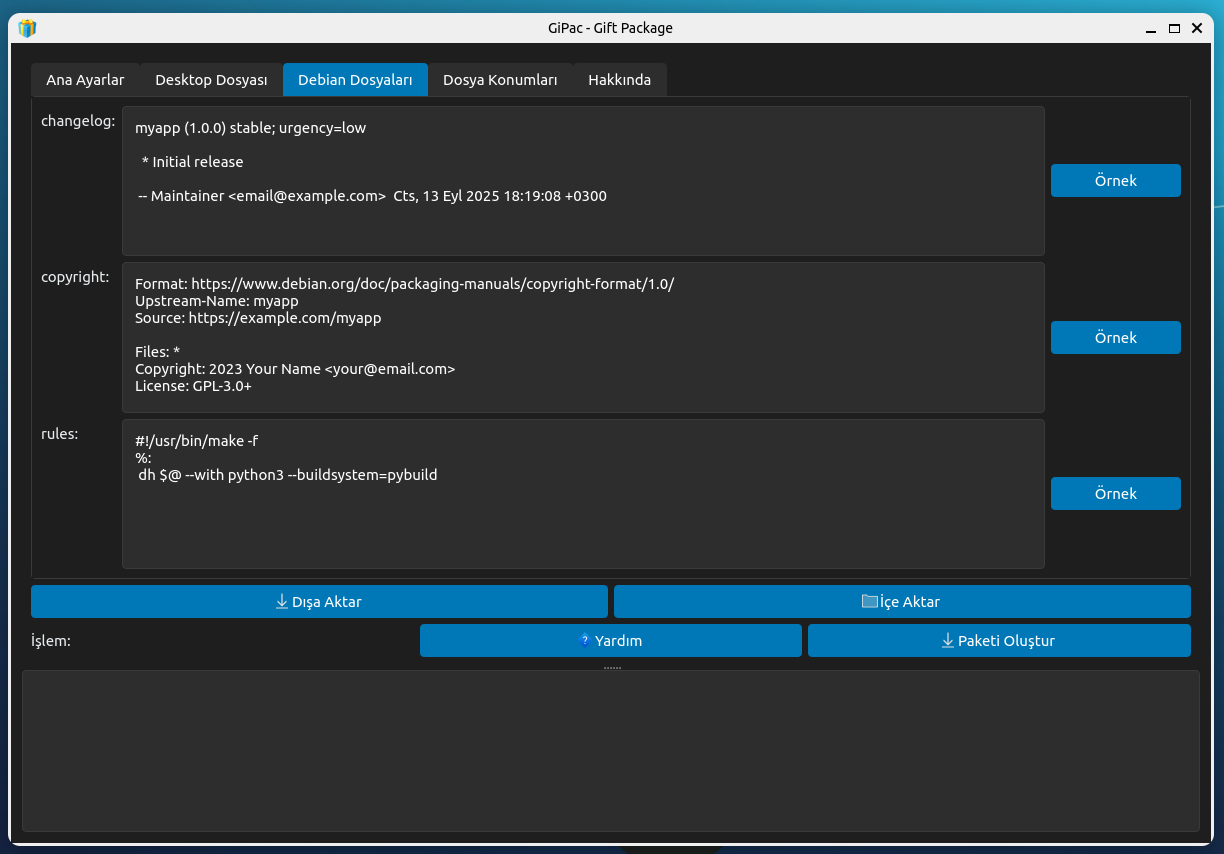 GiPac - Gift Package
Ana Ayarlar
Desktop Dosyası
Debian Dosyaları
Dosya Konumları
Hakkında
changelog:
myapp (1.0.0) stable; urgency=low
* Initial release
-- Maintainer <email@example.com>  Cts, 13 Eyl 2025 18:19:08 +0300
Örnek
copyright:
Format: https://www.debian.org/doc/packaging-manuals/copyright-format/1.0/
Upstream-Name: myapp
Source: https://example.com/myapp
Files: *
Copyright: 2023 Your Name <your@email.com>
License: GPL-3.0+
Örnek
rules:
#!/usr/bin/make -f
%:
dh $@ --with python3 --buildsystem=pybuild
Örnek
Dışa Aktar
İçe Aktar
İşlem:
? Yardım
Paketi Oluştur